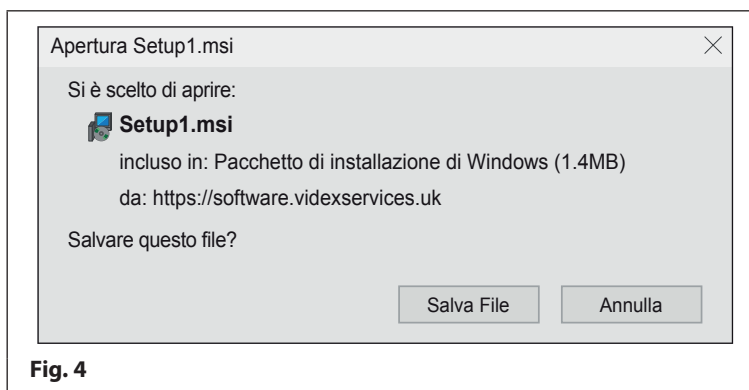 Apertura Setup1.msi
Si è scelto di aprire:
Setup1.msi
incluso in: Pacchetto di installazione di Windows (1.4MB)
da: https://software.videxservices.uk
Salvare questo file?
Salva File Annulla
Fig. 4